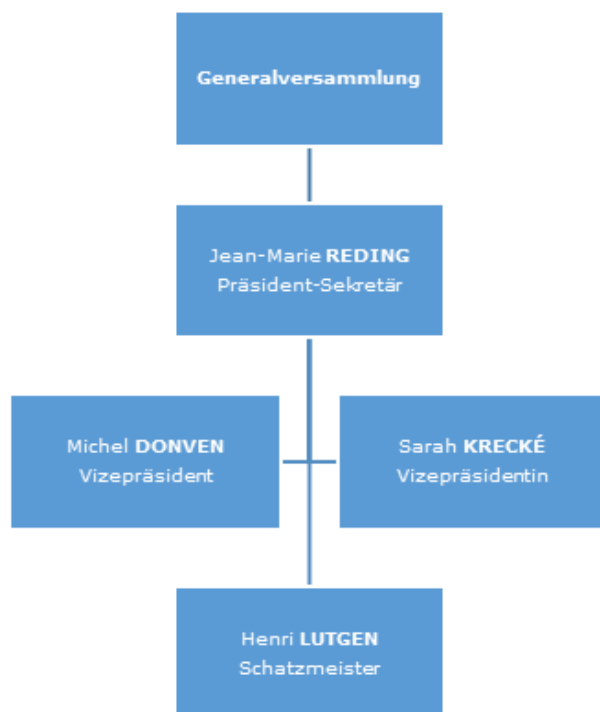 Generalversammlung
Jean-Marie REDING
Präsident-Sekretär
Michel DONVEN
Vizepräsident
Sarah KRECKÉ
Vizepräsidentin
Henri LUTGEN
Schatzmeister